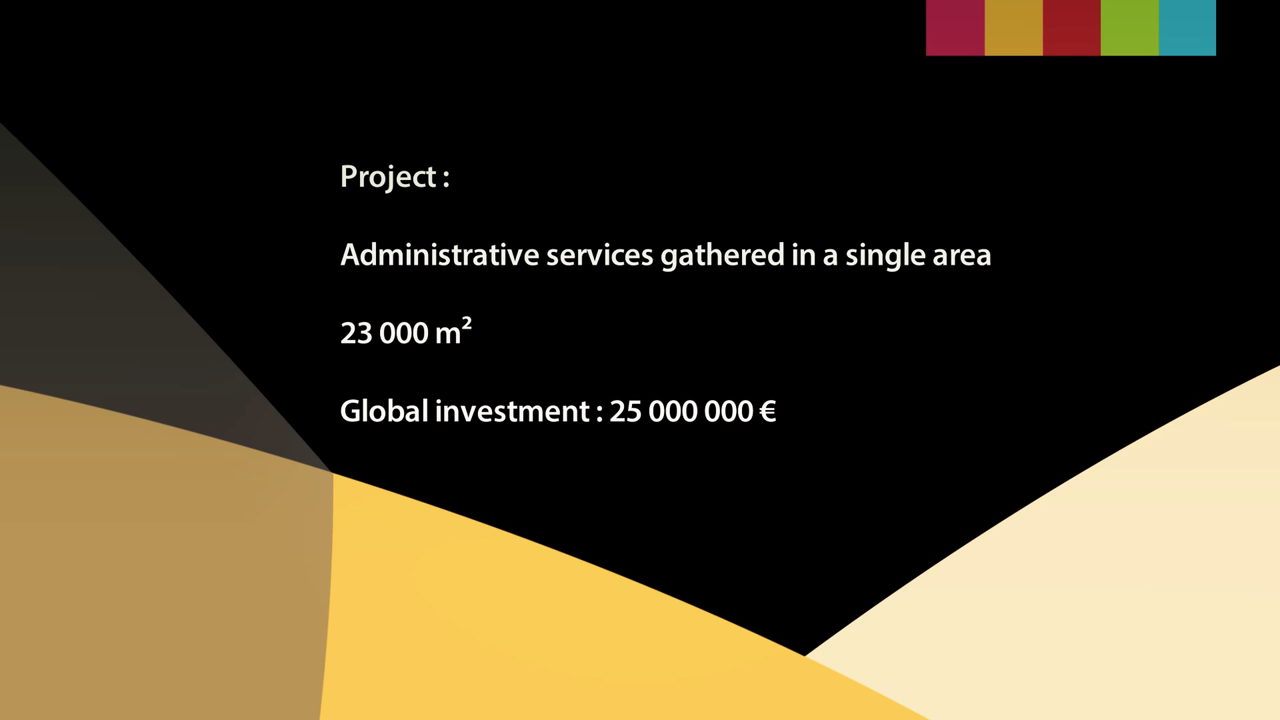 Project :
Administrative services gathered in a single area
23 000 m²
Global investment : 25 000 000 €